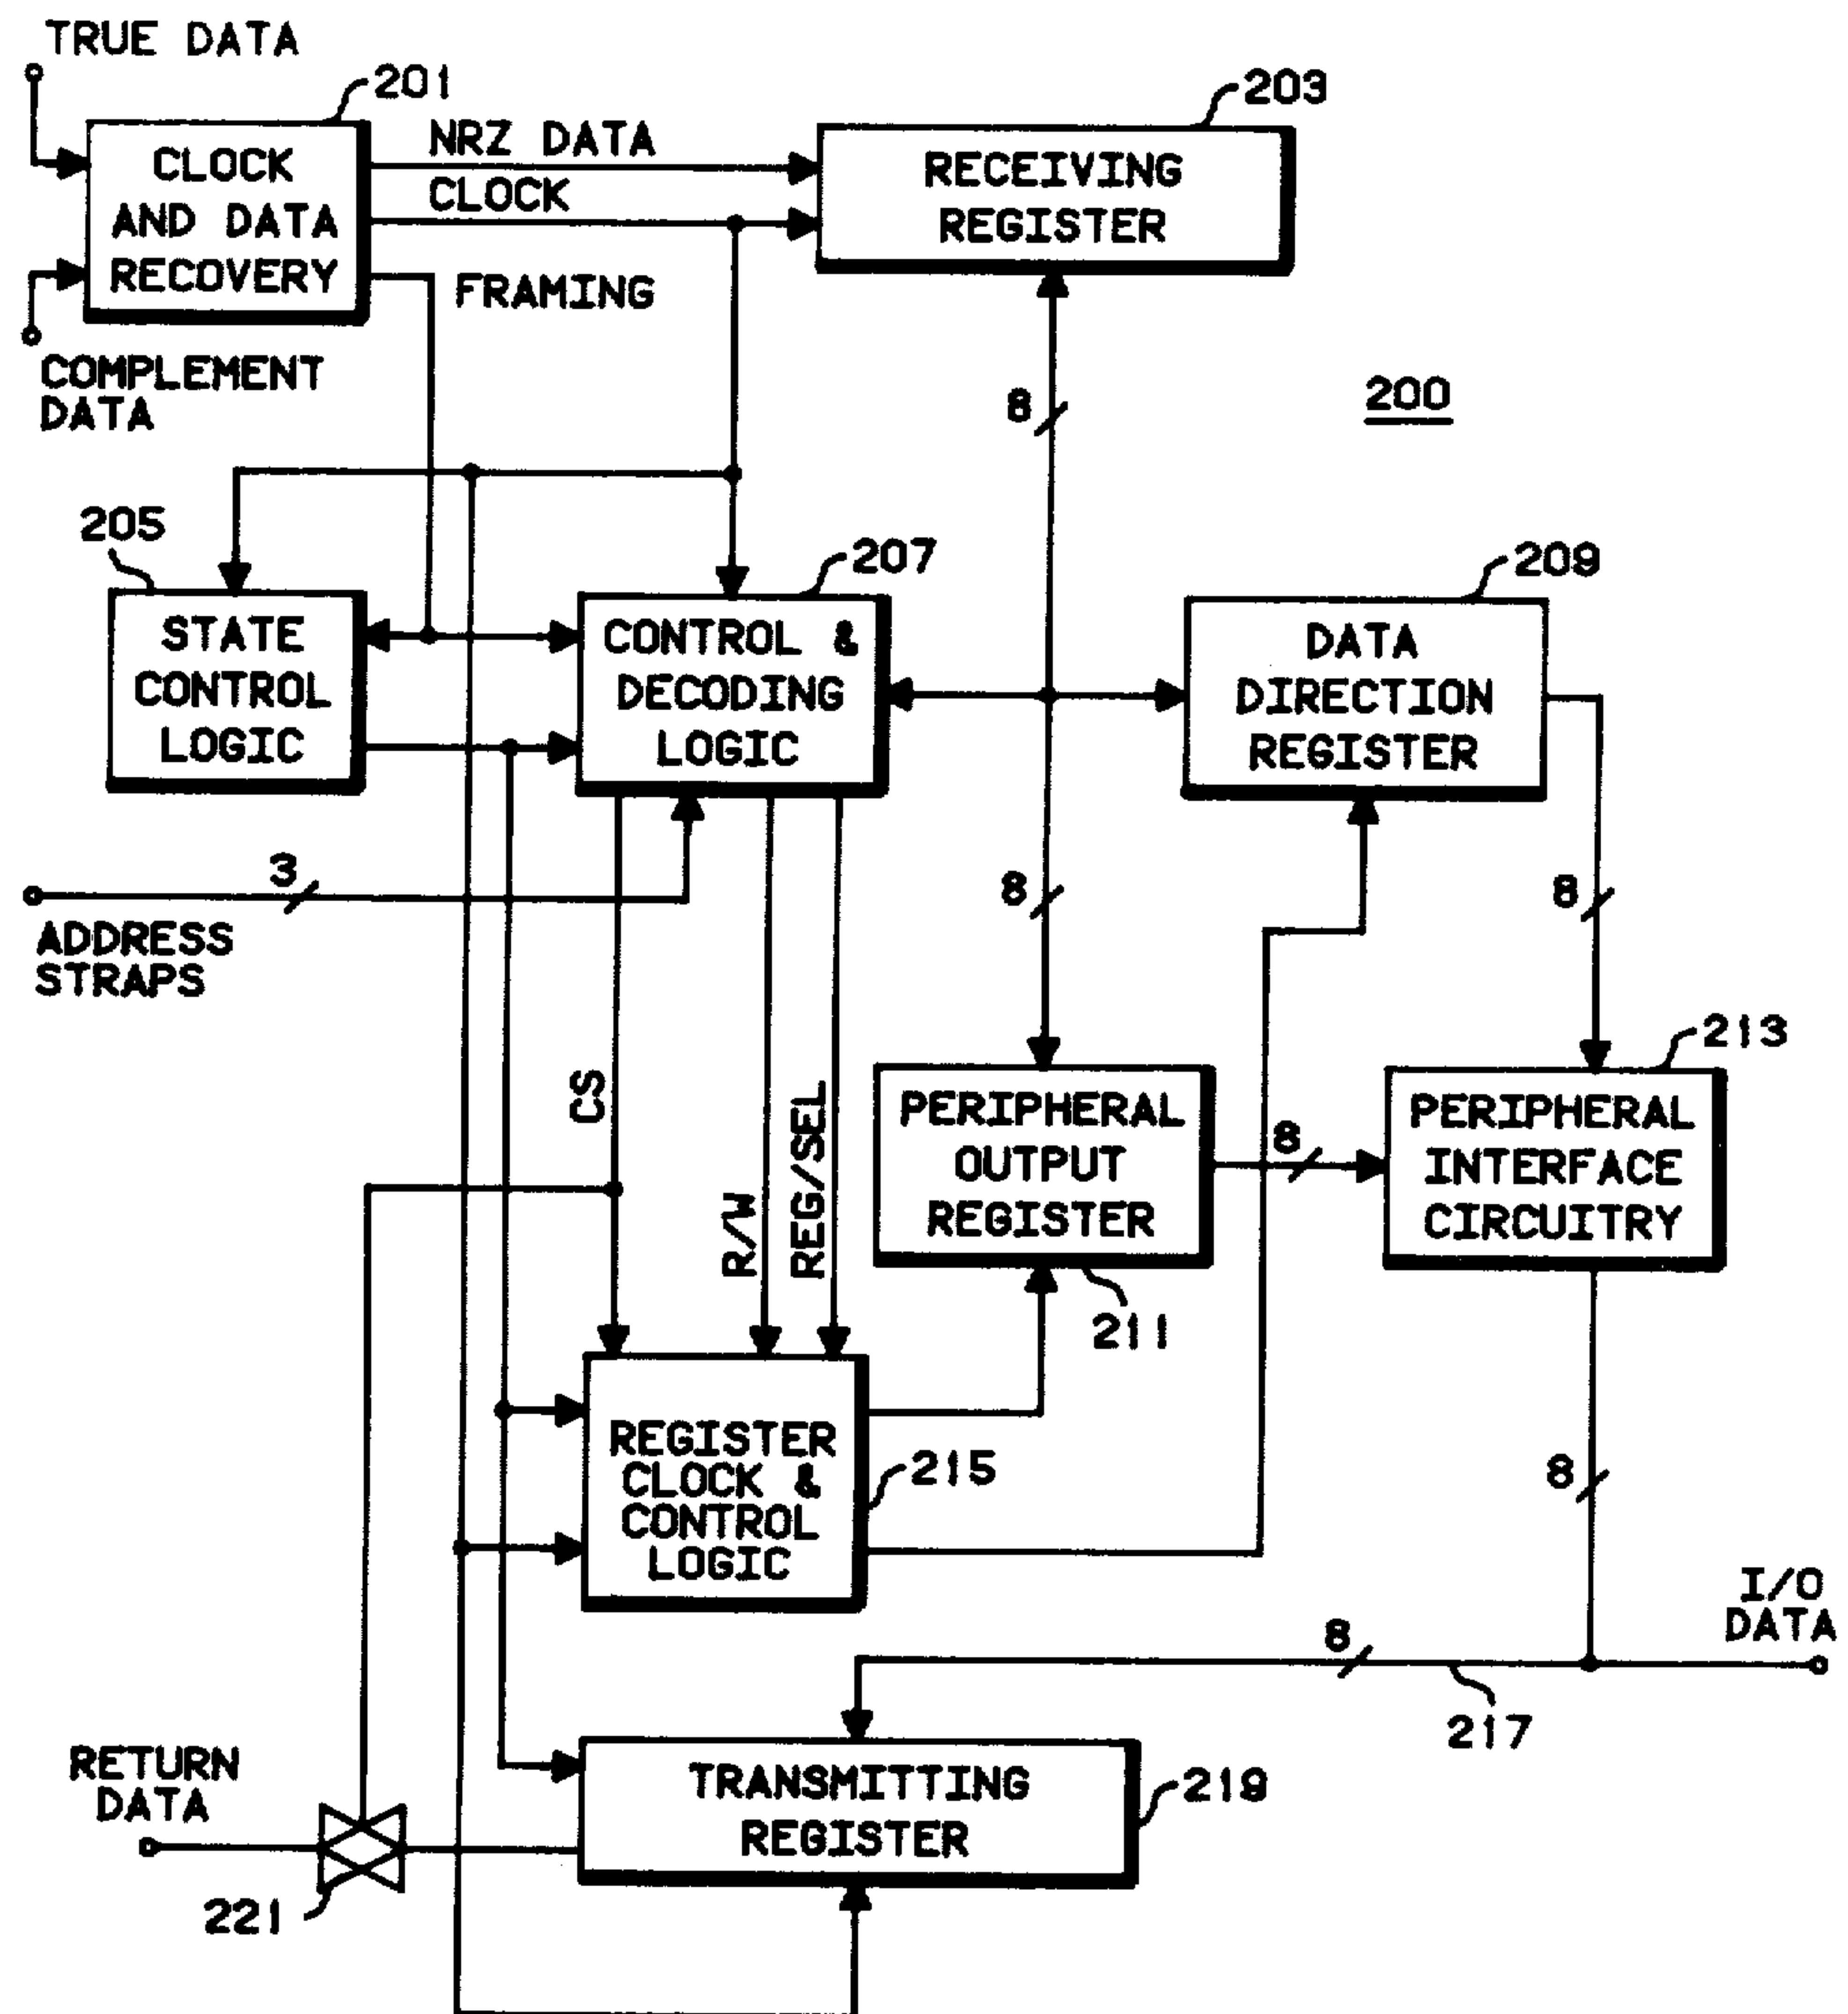 TRUE DATA
201
203
NRZ DATA
CLOCK
CLOCK
AND DATA
RECOVERY
RECEIVING
REGISTER
FRAMING
COMPLEMENT
DATA
8
200
205
207
209
STATE
CONTROL
LOGIC
CONTROL &
DECODING
LOGIC
DATA
DIRECTION
REGISTER
3
ADDRESS
STRAPS
8
8
213
CS
R/W
REG/SEL
PERIPHERAL
OUTPUT
REGISTER
8
PERIPHERAL
INTERFACE
CIRCUITRY
211
REGISTER
CLOCK &
CONTROL
LOGIC
215
8
I/O
DATA
8
217
RETURN
DATA
TRANSMITTING
REGISTER
219
221